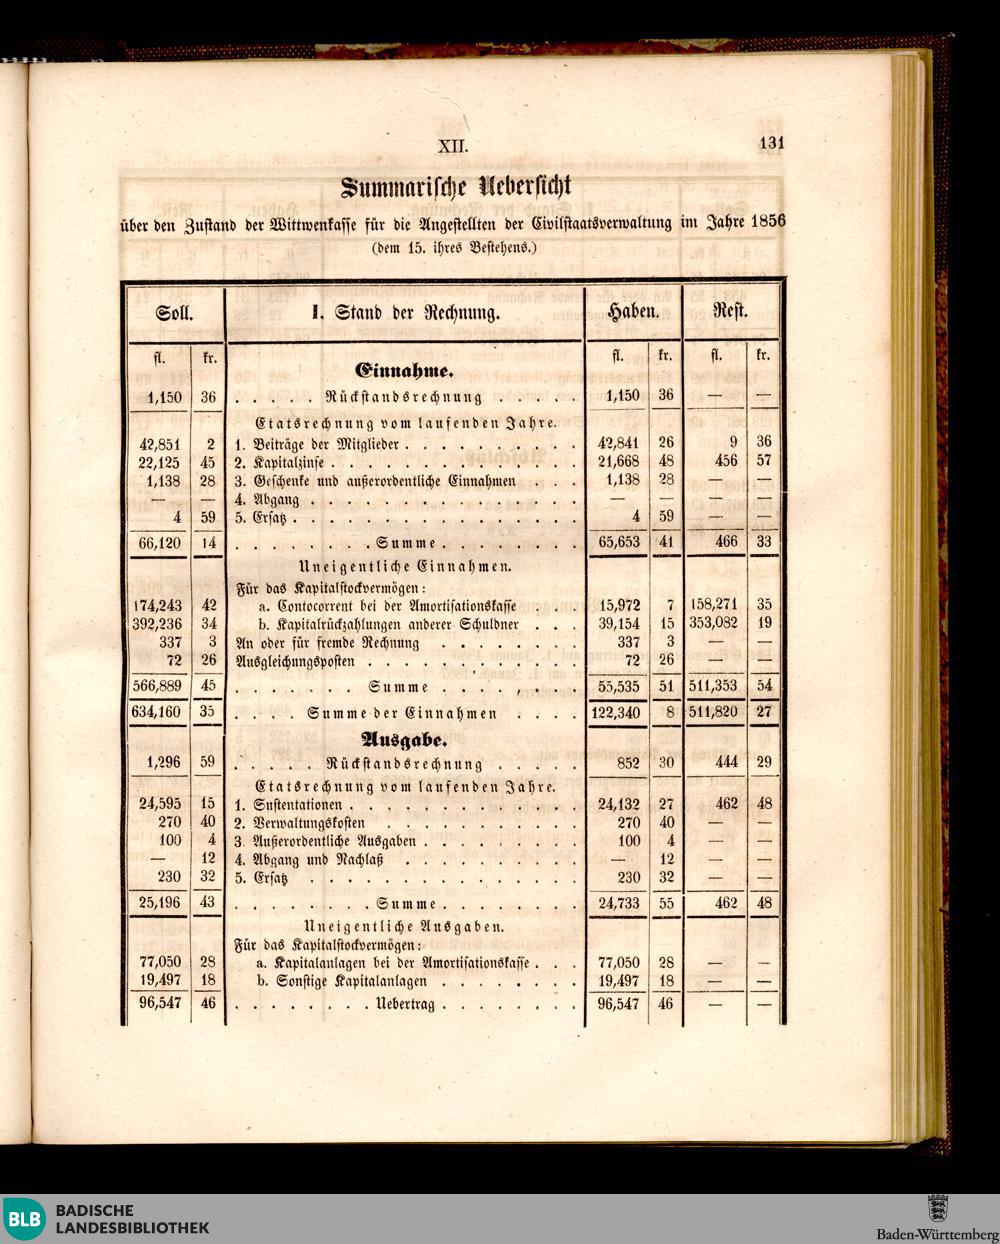 XII. 131
Summarische Uebersicht
über den Zustand der Wittwenkasse für die Angestellten der Civilstaatsverwaltung im Jahre 1856
(dem 15. ihres Bestehens.)
Soll. I. Stand der Rechnung. Haben. Rest.
fl. kr. fl. kr. fl. kr.
Einnahme.
1,150 36 . . . . . Rückstandsrechnung . . . . 1,150 36 — —
Etatsrechnung vom laufenden Jahre.
42,851 2 1. Beiträge der Mitglieder . . . . . . . . . . 42,841 26 9 36
22,125 45 2. Kapitalzinse . . . . . . . . . . . . . . 21,668 48 456 57
1,138 28 3. Geschenke und außerordentliche Einnahmen . . 1,138 28 — —
— — 4. Abgang . . . . . . . . . . . . . . . — — — —
4 59 5. Ersatz . . . . . . . . . . . . . . . . 4 59 — —
66,120 14 . . . . . . . . Summe . . . . . . . . 65,653 41 466 33
Uneigentliche Einnahmen.
Für das Kapitalstockvermögen:
174,243 42 a. Contocorrent bei der Amortisationskasse . . . 15,972 7 158,271 35
392,236 34 b. Kapitalrückzahlungen anderer Schuldner . . . 39,154 15 353,082 19
337 3 An oder für fremde Rechnung . . . . . . . . 337 3 — —
72 26 Ausgleichungsposten . . . . . . . . . . . . 72 26 — —
566,889 45 . . . . . . . Summe . . . . . . . 55,535 51 511,353 54
634,160 35 . . . . Summe der Einnahmen . . . . 122,340 8 511,820 27
Ausgabe.
1,296 59 . . . . . Rückstandsrechnung . . . . . 852 30 444 29
Etatsrechnung vom laufenden Jahre.
24,595 15 1. Sustentationen . . . . . . . . . . . . . 24,132 27 462 48
270 40 2. Verwaltungskosten . . . . . . . . . . . 270 40 — —
100 4 3. Außerordentliche Ausgaben . . . . . . . . . 100 4 — —
— 12 4. Abgang und Nachlaß . . . . . . . . . . — 12 — —
230 32 5. Ersatz . . . . . . . . . . . . . . . 230 32 — —
25,196 43 . . . . . . . . Summe . . . . . . . . 24,733 55 462 48
Uneigentliche Ausgaben.
Für das Kapitalstockvermögen:
77,050 28 a. Kapitalanlagen bei der Amortisationskasse . . . 77,050 28 — —
19,497 18 b. Sonstige Kapitalanlagen . . . . . . . . 19,497 18 — —
96,547 46 . . . . . . . . Uebertrag . . . . . . . . 96,547 46 — —
BLB BADISCHE
LANDESBIBLIOTHEK
Baden-Württemberg